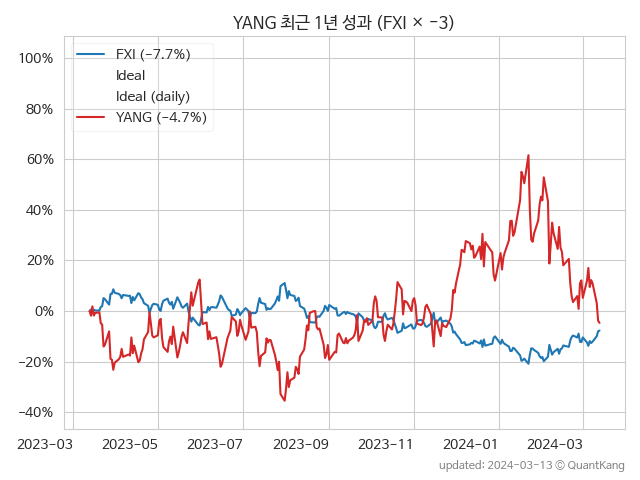 YANG 최근 1년 성과 (FXI × −3)
FXI (−7.7%)
Ideal
Ideal (daily)
YANG (−4.7%)
100%
80%
60%
40%
20%
0%
−20%
−40%
2023-03 2023-05 2023-07 2023-09 2023-11 2024-01 2024-03
updated: 2024-03-13 ⓒ QuantKang